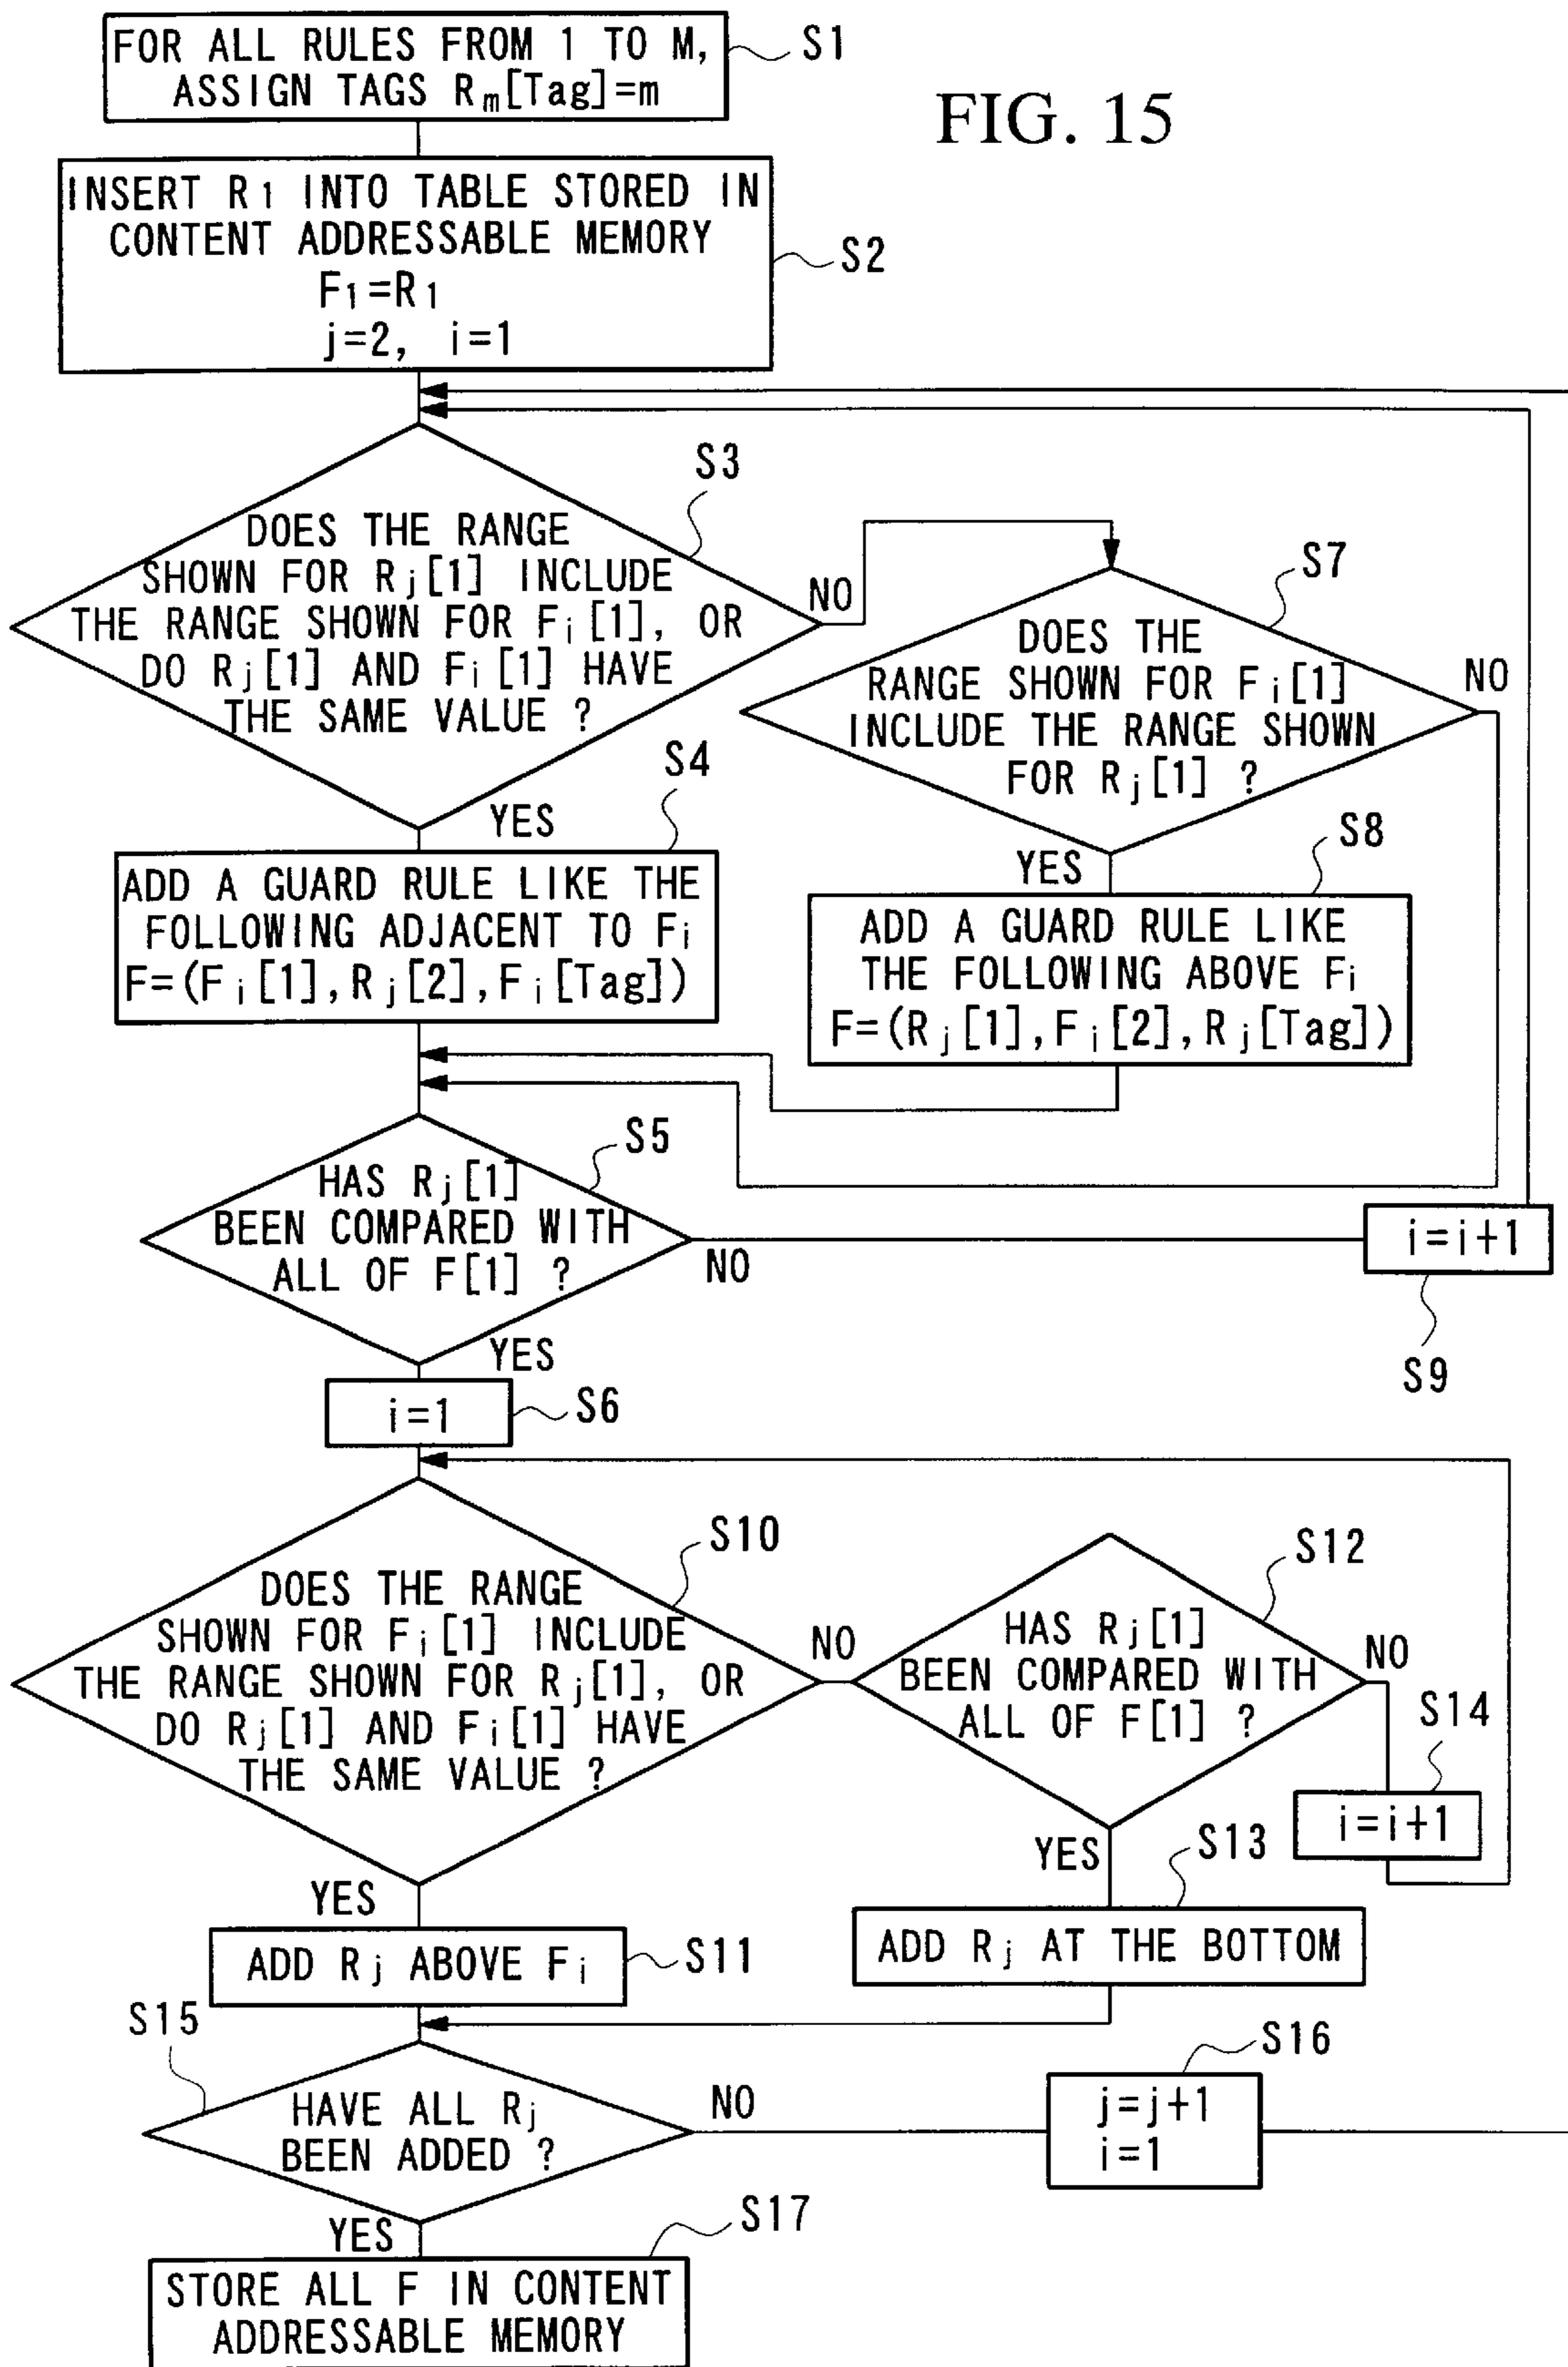 FOR ALL RULES FROM 1 TO M,
ASSIGN TAGS Rm[Tag]=m
S1
FIG. 15
INSERT R1 INTO TABLE STORED IN
CONTENT ADDRESSABLE MEMORY
F1=R1
j=2, i=1
S2
S3
DOES THE RANGE
SHOWN FOR Rj[1] INCLUDE
THE RANGE SHOWN FOR Fi[1], OR
DO Rj[1] AND Fi[1] HAVE
THE SAME VALUE ?
NO
YES
S7
DOES THE
RANGE SHOWN FOR Fi[1]
INCLUDE THE RANGE SHOWN
FOR Rj[1] ?
NO
YES
S4
ADD A GUARD RULE LIKE THE
FOLLOWING ADJACENT TO Fi
F=(Fi[1],Rj[2],Fi[Tag])
S8
ADD A GUARD RULE LIKE
THE FOLLOWING ABOVE Fi
F=(Rj[1],Fi[2],Rj[Tag])
S5
HAS Rj[1]
BEEN COMPARED WITH
ALL OF F[1] ?
NO
YES
i=i+1
S9
i=1
S6
S10
DOES THE RANGE
SHOWN FOR Fi[1] INCLUDE
THE RANGE SHOWN FOR Rj[1], OR
DO Rj[1] AND Fi[1] HAVE
THE SAME VALUE ?
NO
YES
S12
HAS Rj[1]
BEEN COMPARED WITH
ALL OF F[1] ?
NO
YES
S14
i=i+1
S13
ADD Rj AT THE BOTTOM
ADD Rj ABOVE Fi
S11
S15
HAVE ALL Rj
BEEN ADDED ?
NO
YES
S16
j=j+1
i=1
S17
STORE ALL F IN CONTENT
ADDRESSABLE MEMORY